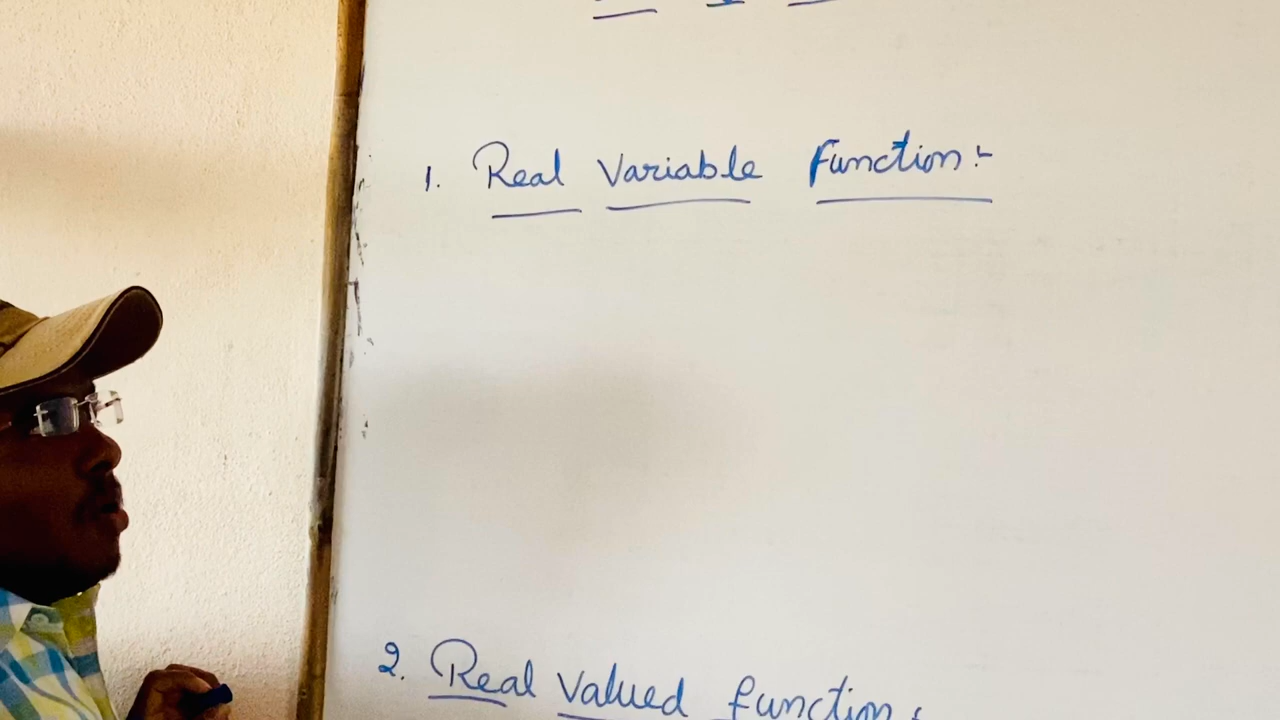 1. Real Variable Function:-
2. Real Valued function: